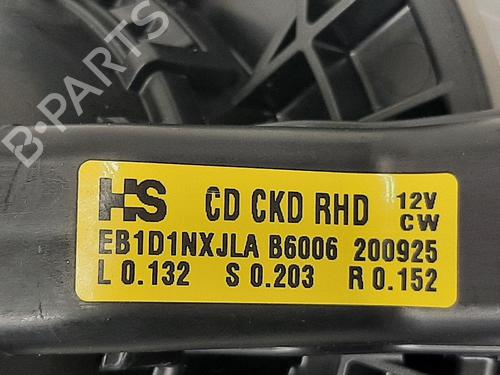 B-PARTS
HS CD CKD RHD 12V CW
EB1D1NXJLA B6006 200925
L 0.132 S 0.203 R 0.152